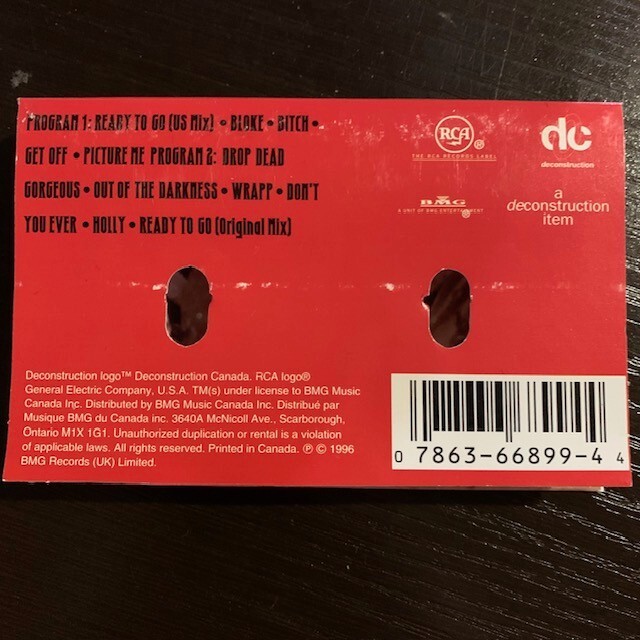 PROGRAM 1: READY TO GO (US Mix) • BLOKE • BITCH •
GET OFF • PICTURE ME PROGRAM 2: DROP DEAD
GORGEOUS • OUT OF THE DARKNESS • WRAPP • DON'T
YOU EVER • HOLLY • READY TO GO (Original Mix)
RCA®
THE RCA RECORDS LABEL
BMG
A UNIT OF BMG ENTERTAINMENT®
dc
deconstruction
a
deconstruction
item
Deconstruction logo™ Deconstruction Canada. RCA logo®
General Electric Company, U.S.A. TM(s) under license to BMG Music
Canada Inc. Distributed by BMG Music Canada Inc. Distribué par
Musique BMG du Canada inc. 3640A McNicoll Ave., Scarborough,
Ontario M1X 1G1. Unauthorized duplication or rental is a violation
of applicable laws. All rights reserved. Printed in Canada. ℗ © 1996
BMG Records (UK) Limited.
0 7863-66899-4 4